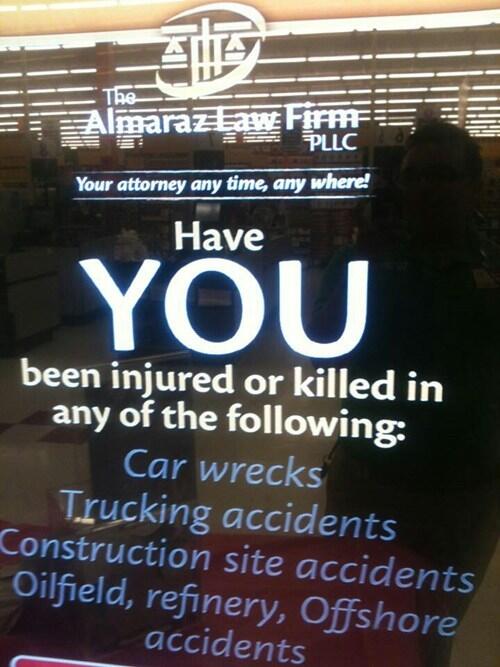 The
Almaraz Law Firm
PLLC
Your attorney any time, any where!
Have
YOU
been injured or killed in
any of the following:
Car wrecks
Trucking accidents
Construction site accidents
Oilfield, refinery, Offshore
accidents